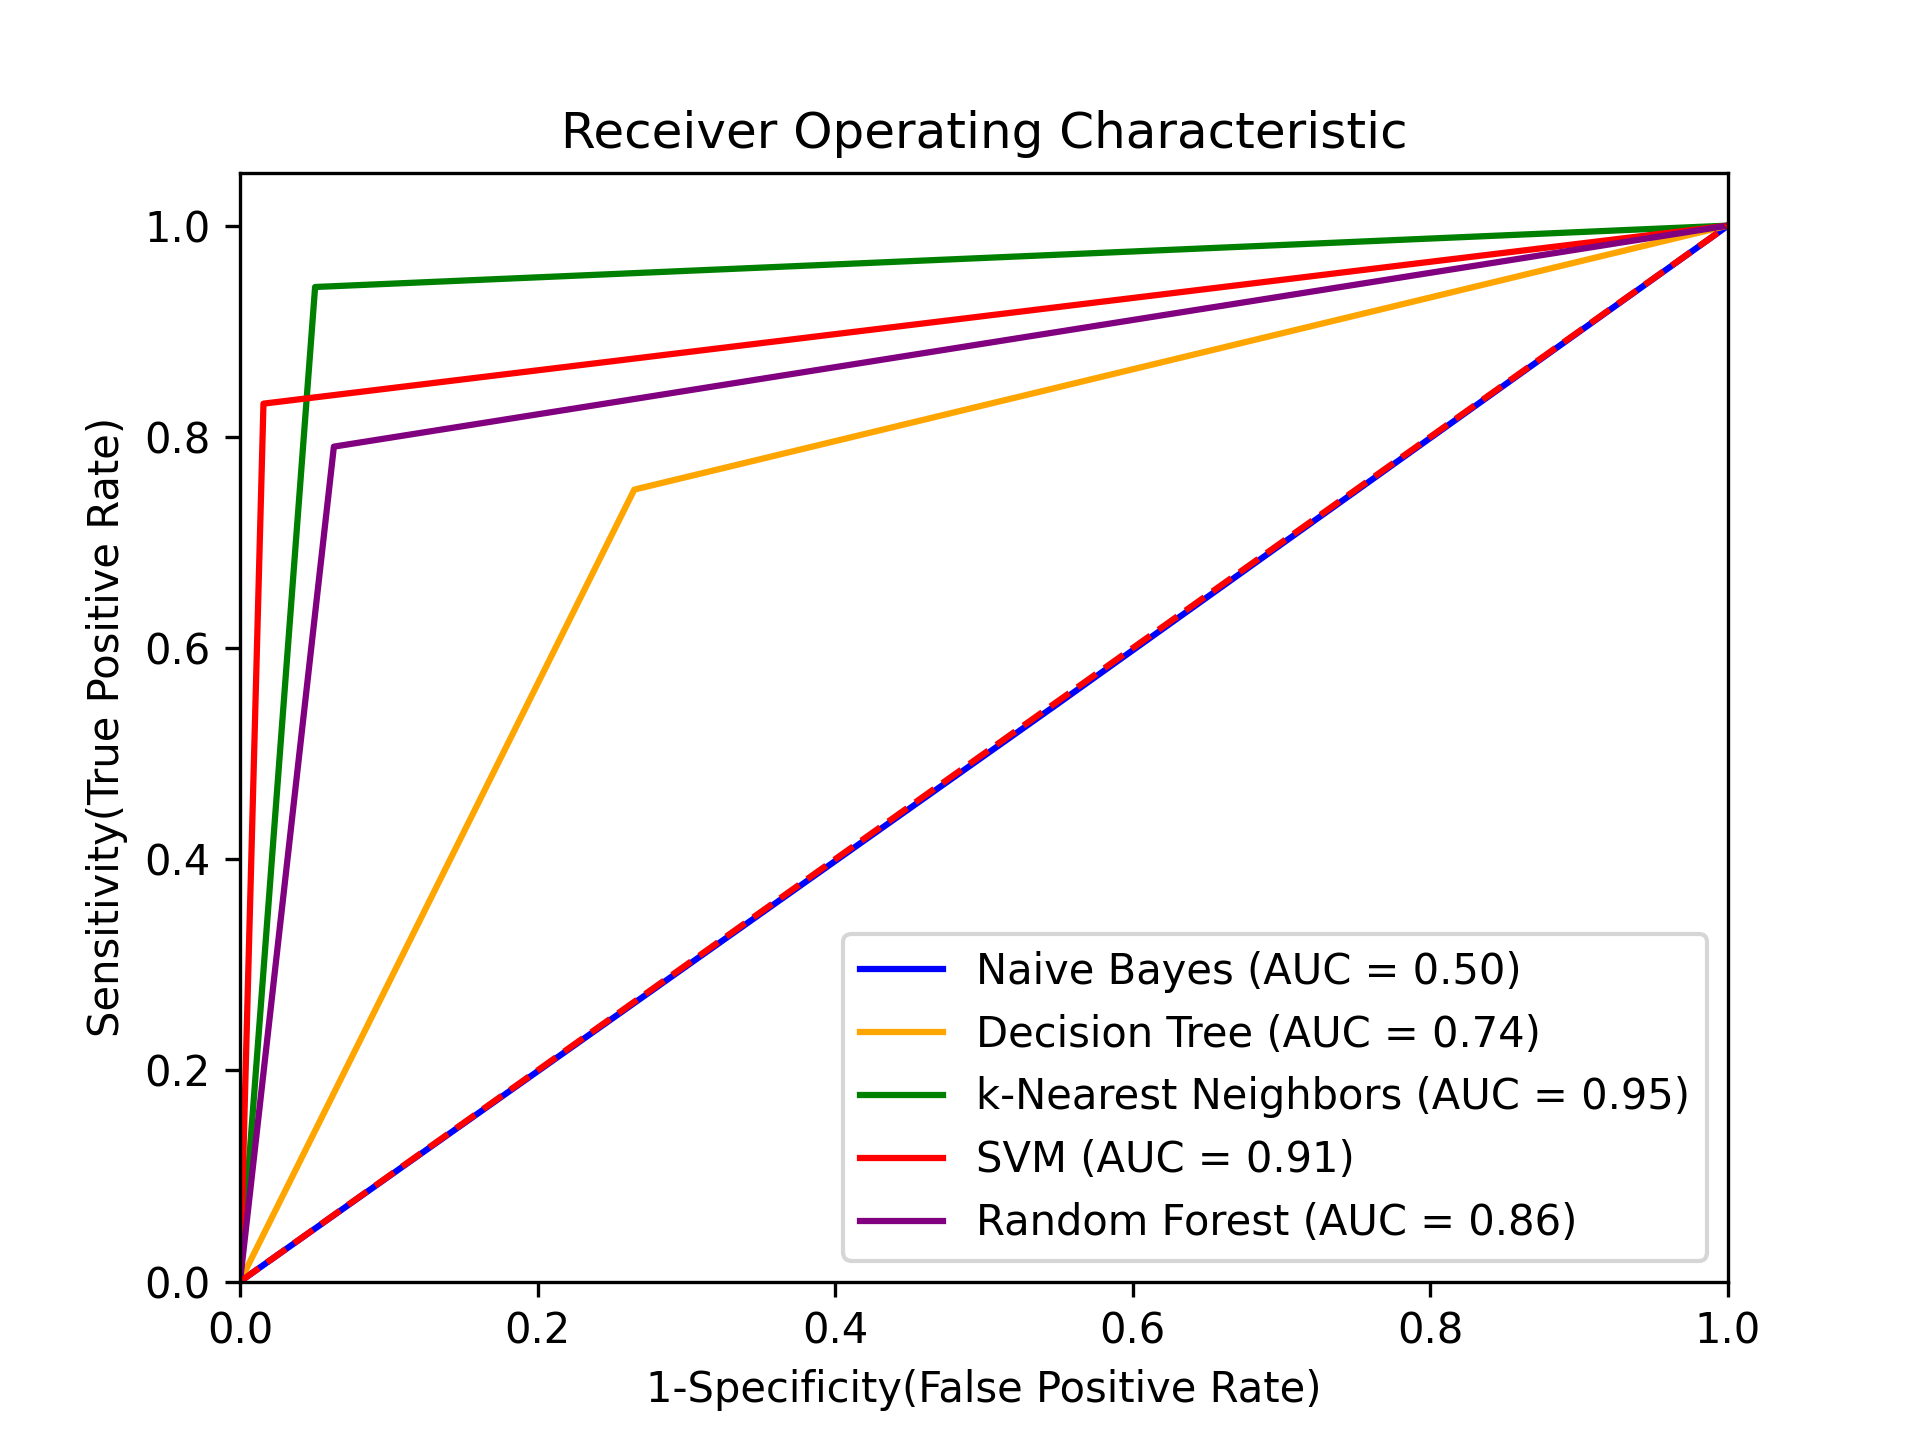 Receiver Operating Characteristic
1.0
0.8
0.6
0.4
0.2
0.0
Sensitivity(True Positive Rate)
Naive Bayes (AUC = 0.50)
Decision Tree (AUC = 0.74)
k-Nearest Neighbors (AUC = 0.95)
SVM (AUC = 0.91)
Random Forest (AUC = 0.86)
0.0 0.2 0.4 0.6 0.8 1.0
1-Specificity(False Positive Rate)